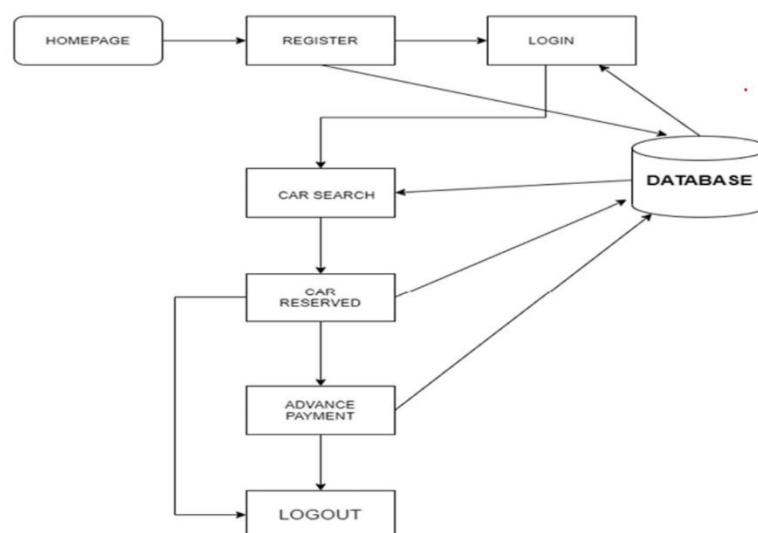 HOMEPAGE
REGISTER
LOGIN
DATABASE
CAR SEARCH
CAR
RESERVED
ADVANCE
PAYMENT
LOGOUT